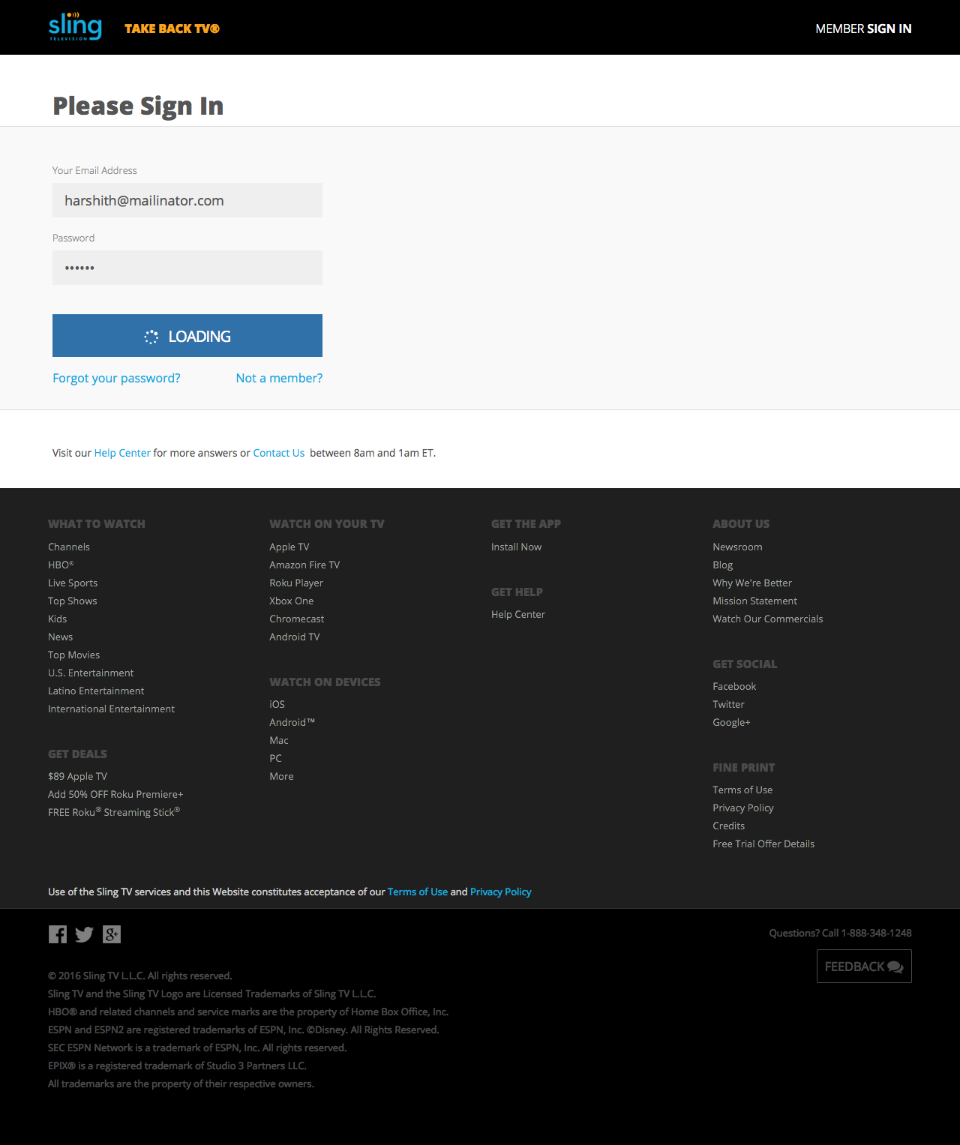 sling
TELEVISION
TAKE BACK TV®
MEMBER SIGN IN
Please Sign In
Your Email Address
harshith@mailinator.com
Password
••••••
LOADING
Forgot your password?
Not a member?
Visit our Help Center for more answers or Contact Us between 8am and 1am ET.
WHAT TO WATCH
Channels
HBO®
Live Sports
Top Shows
Kids
News
Top Movies
U.S. Entertainment
Latino Entertainment
International Entertainment
GET DEALS
$89 Apple TV
Add 50% OFF Roku Premiere+
FREE Roku® Streaming Stick®
WATCH ON YOUR TV
Apple TV
Amazon Fire TV
Roku Player
Xbox One
Chromecast
Android TV
WATCH ON DEVICES
iOS
Android™
Mac
PC
More
GET THE APP
Install Now
GET HELP
Help Center
ABOUT US
Newsroom
Blog
Why We're Better
Mission Statement
Watch Our Commercials
GET SOCIAL
Facebook
Twitter
Google+
FINE PRINT
Terms of Use
Privacy Policy
Credits
Free Trial Offer Details
Use of the Sling TV services and this Website constitutes acceptance of our Terms of Use and Privacy Policy
Questions? Call 1-888-348-1248
FEEDBACK
© 2016 Sling TV L.L.C. All rights reserved.
Sling TV and the Sling TV Logo are Licensed Trademarks of Sling TV L.L.C.
HBO® and related channels and service marks are the property of Home Box Office, Inc.
ESPN and ESPN2 are registered trademarks of ESPN, Inc. ©Disney. All Rights Reserved.
SEC ESPN Network is a trademark of ESPN, Inc. All rights reserved.
EPIX® is a registered trademark of Studio 3 Partners LLC.
All trademarks are the property of their respective owners.